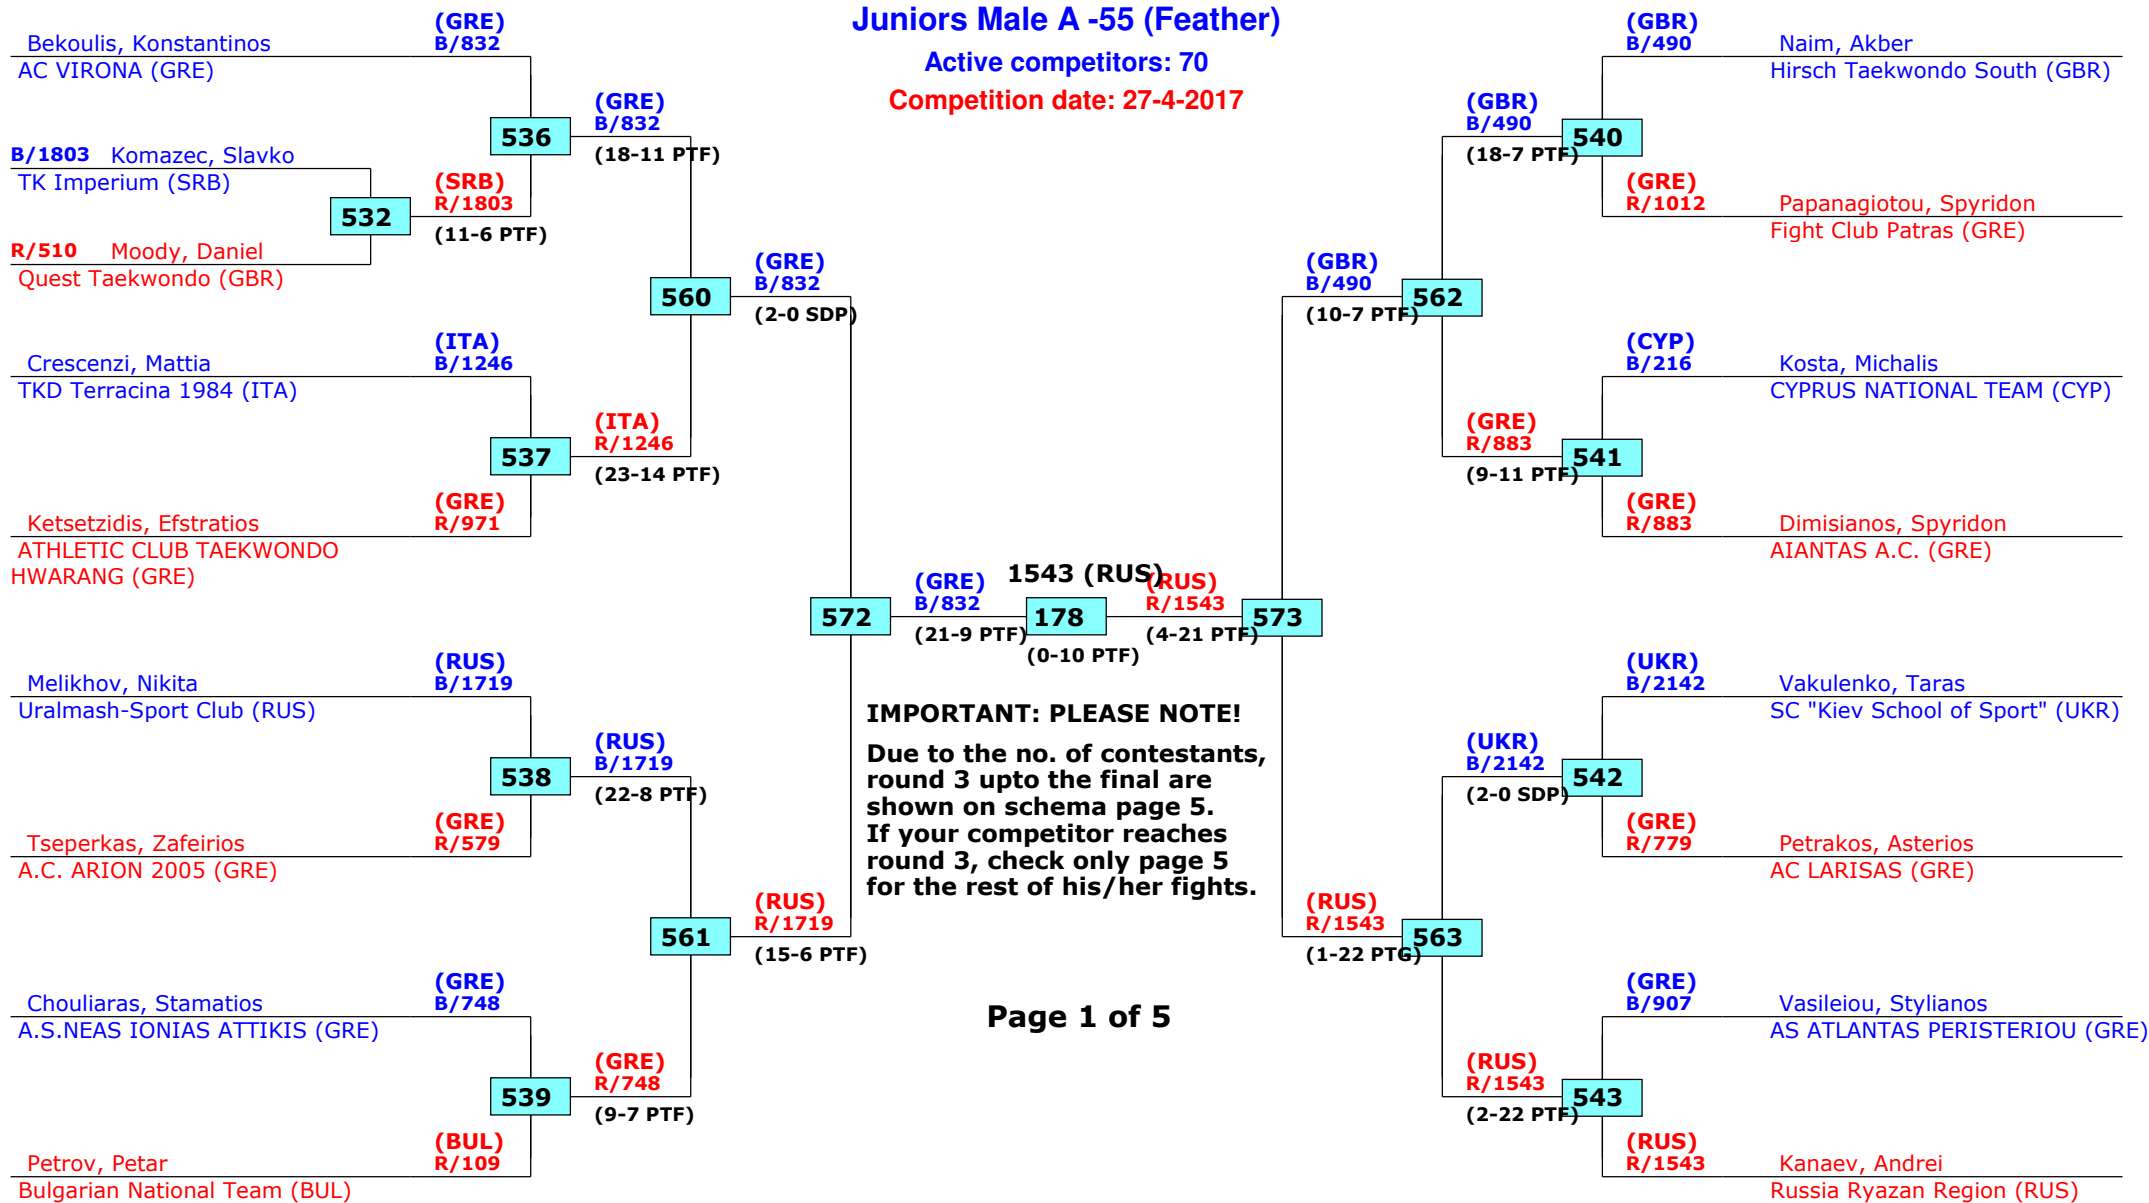 Juniors Male A -55 (Feather)
Active competitors: 70
Competition date: 27-4-2017
(GRE)
Bekoulis, Konstantinos B/832
AC VIRONA (GRE)
(GRE)
B/832
536
(18-11 PTF)
B/1803 Komazec, Slavko
TK Imperium (SRB)
(SRB)
R/1803
532
(11-6 PTF)
R/510 Moody, Daniel
Quest Taekwondo (GBR)
(GRE)
B/832
560
(2-0 SDP)
(ITA)
Crescenzi, Mattia B/1246
TKD Terracina 1984 (ITA)
(ITA)
R/1246
537
(23-14 PTF)
(GRE)
Ketsetzidis, Efstratios R/971
ATHLETIC CLUB TAEKWONDO
HWARANG (GRE)
572
(GRE)
B/832
(21-9 PTF)
1543 (RUS)
178
(0-10 PTF)
(RUS)
R/1543
(4-21 PTF)
573
(RUS)
Melikhov, Nikita B/1719
Uralmash-Sport Club (RUS)
(RUS)
B/1719
538
(22-8 PTF)
(GRE)
Tseperkas, Zafeirios R/579
A.C. ARION 2005 (GRE)
(RUS)
R/1719
561
(15-6 PTF)
(GRE)
Chouliaras, Stamatios B/748
A.S.NEAS IONIAS ATTIKIS (GRE)
(GRE)
R/748
539
(9-7 PTF)
(BUL)
Petrov, Petar R/109
Bulgarian National Team (BUL)
IMPORTANT: PLEASE NOTE!
Due to the no. of contestants,
round 3 upto the final are
shown on schema page 5.
If your competitor reaches
round 3, check only page 5
for the rest of his/her fights.
Page 1 of 5
(GBR)
B/490 Naim, Akber
Hirsch Taekwondo South (GBR)
(GBR)
B/490
540
(18-7 PTF)
(GRE)
R/1012 Papanagiotou, Spyridon
Fight Club Patras (GRE)
(GBR)
B/490
562
(10-7 PTF)
(CYP)
B/216 Kosta, Michalis
CYPRUS NATIONAL TEAM (CYP)
(GRE)
R/883
541
(9-11 PTF)
(GRE)
R/883 Dimisianos, Spyridon
AIANTAS A.C. (GRE)
(UKR)
B/2142 Vakulenko, Taras
SC "Kiev School of Sport" (UKR)
(UKR)
B/2142
542
(2-0 SDP)
(GRE)
R/779 Petrakos, Asterios
AC LARISAS (GRE)
(RUS)
R/1543
563
(1-22 PTG)
(GRE)
B/907 Vasileiou, Stylianos
AS ATLANTAS PERISTERIOU (GRE)
(RUS)
R/1543
543
(2-22 PTF)
(RUS)
R/1543 Kanaev, Andrei
Russia Ryazan Region (RUS)